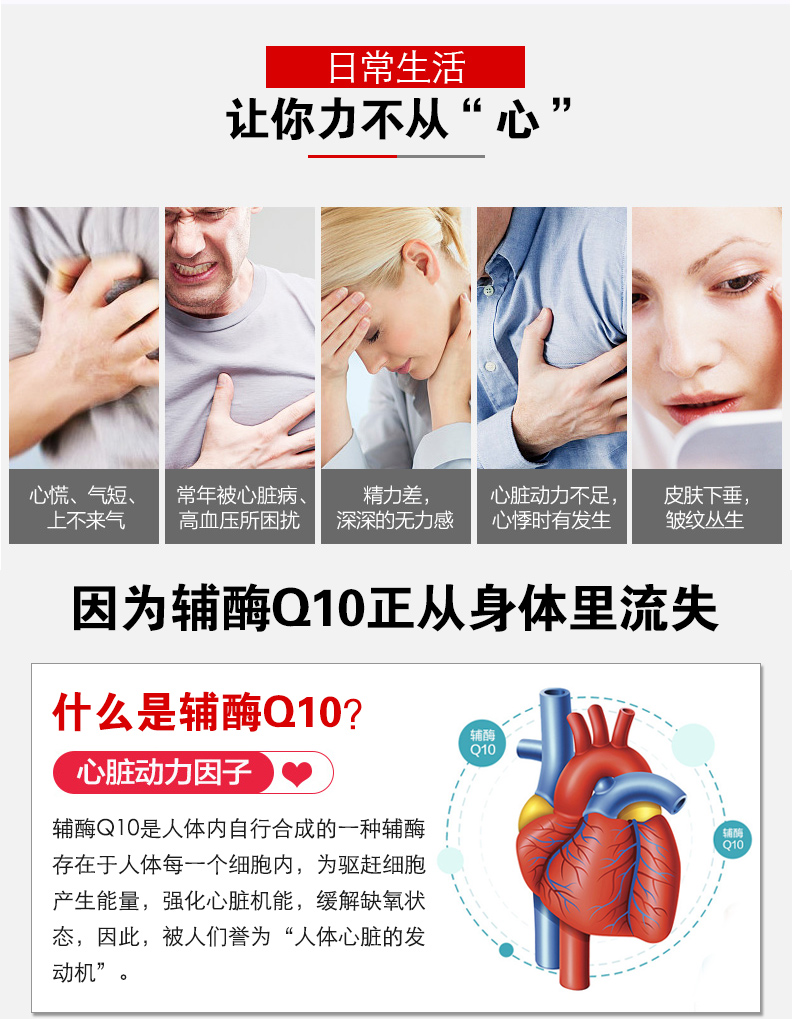 日常生活
让你力不从“心”
心慌、气短、
上不来气
常年被心脏病、
高血压所困扰
精力差，
深深的无力感
心脏动力不足，
心悸时有发生
皮肤下垂，
皱纹丛生
因为辅酶Q10正从身体里流失
什么是辅酶Q10?
心脏动力因子
辅酶Q10是人体内自行合成的一种辅酶
存在于人体每一个细胞内，为驱赶细胞
产生能量，强化心脏机能，缓解缺氧状
态，因此，被人们誉为“人体心脏的发
动机”。
辅酶
Q10
辅酶
Q10